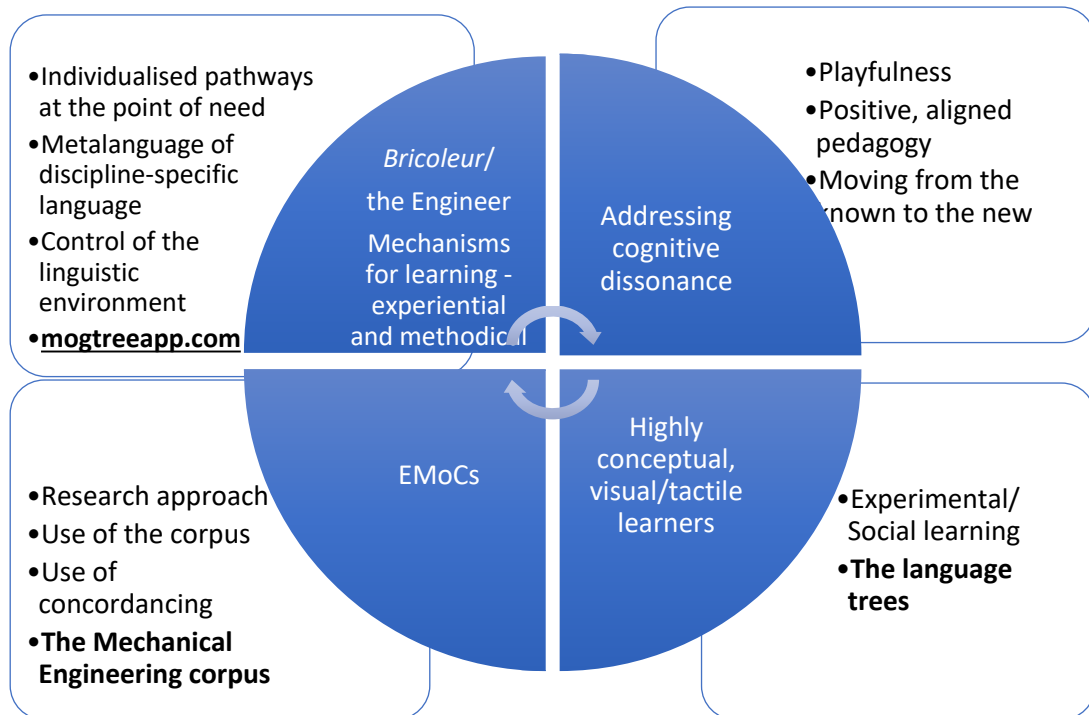 •Individualised pathways
at the point of need
•Metalanguage of
discipline-specific
language
•Control of the
linguistic
environment
•mogtreeapp.com
Bricoleur/
the Engineer
Mechanisms
for learning -
experiential
and methodical
Addressing
cognitive
dissonance
•Playfulness
•Positive, aligned
pedagogy
•Moving from the
known to the new
•Research approach
•Use of the corpus
•Use of
concordancing
•The Mechanical
Engineering corpus
EMoCs
Highly
conceptual,
visual/tactile
learners
•Experimental/
Social learning
•The language
trees